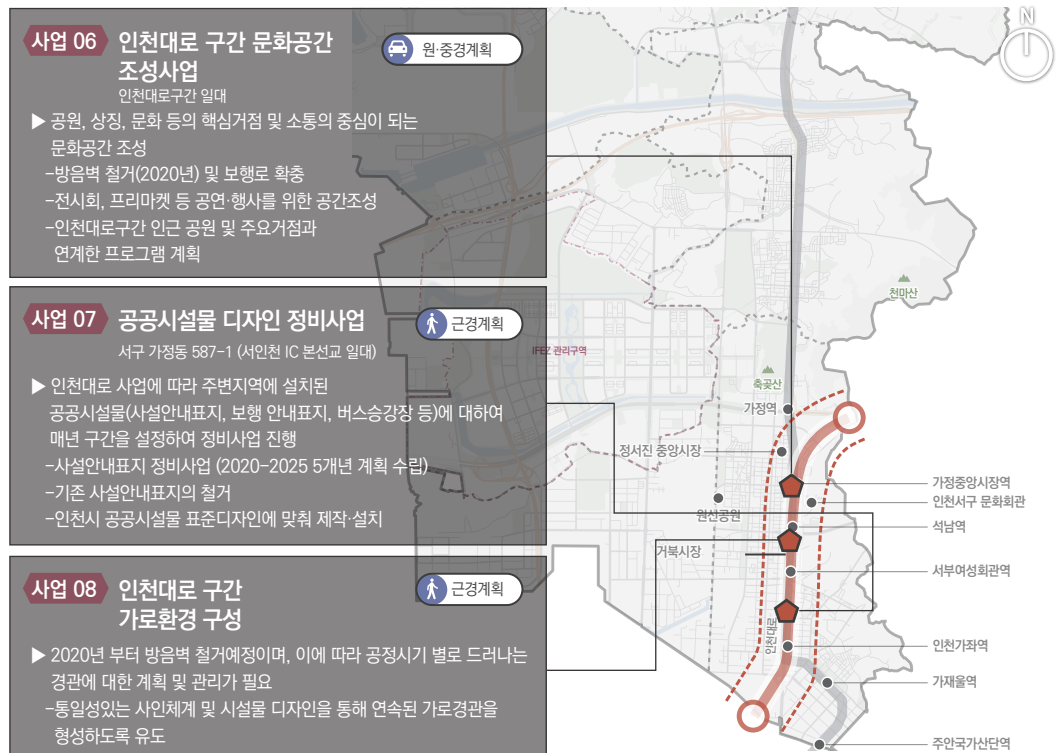 사업 06 인천대로 구간 문화공간
조성사업
원·중경계획
인천대로구간 일대
▶ 공원, 상징, 문화 등의 핵심거점 및 소통의 중심이 되는
문화공간 조성
-방음벽 철거(2020년) 및 보행로 확충
-전시회, 프리마켓 등 공연·행사를 위한 공간조성
-인천대로구간 인근 공원 및 주요거점과
연계한 프로그램 계획
사업 07 공공시설물 디자인 정비사업
근경계획
서구 가정동 587-1 (서인천 IC 본선교 일대)
▶ 인천대로 사업에 따라 주변지역에 설치된
공공시설물(사설안내표지, 보행 안내표지, 버스승강장 등)에 대하여
매년 구간을 설정하여 정비사업 진행
-사설안내표지 정비사업 (2020-2025 5개년 계획 수립)
-기존 사설안내표지의 철거
-인천시 공공시설물 표준디자인에 맞춰 제작·설치
사업 08 인천대로 구간
가로환경 구성
근경계획
▶ 2020년 부터 방음벽 철거예정이며, 이에 따라 공정시기 별로 드러나는
경관에 대한 계획 및 관리가 필요
-통일성있는 사인체계 및 시설물 디자인을 통해 연속된 가로경관을
형성하도록 유도
N
천마산
IFEZ 관리구역
축곶산
가정역
정서진 중앙시장
가정중앙시장역
인천서구 문화회관
원신공원
석남역
거북시장
서부여성회관역
인천대로
인천가좌역
가재울역
주안국가산단역